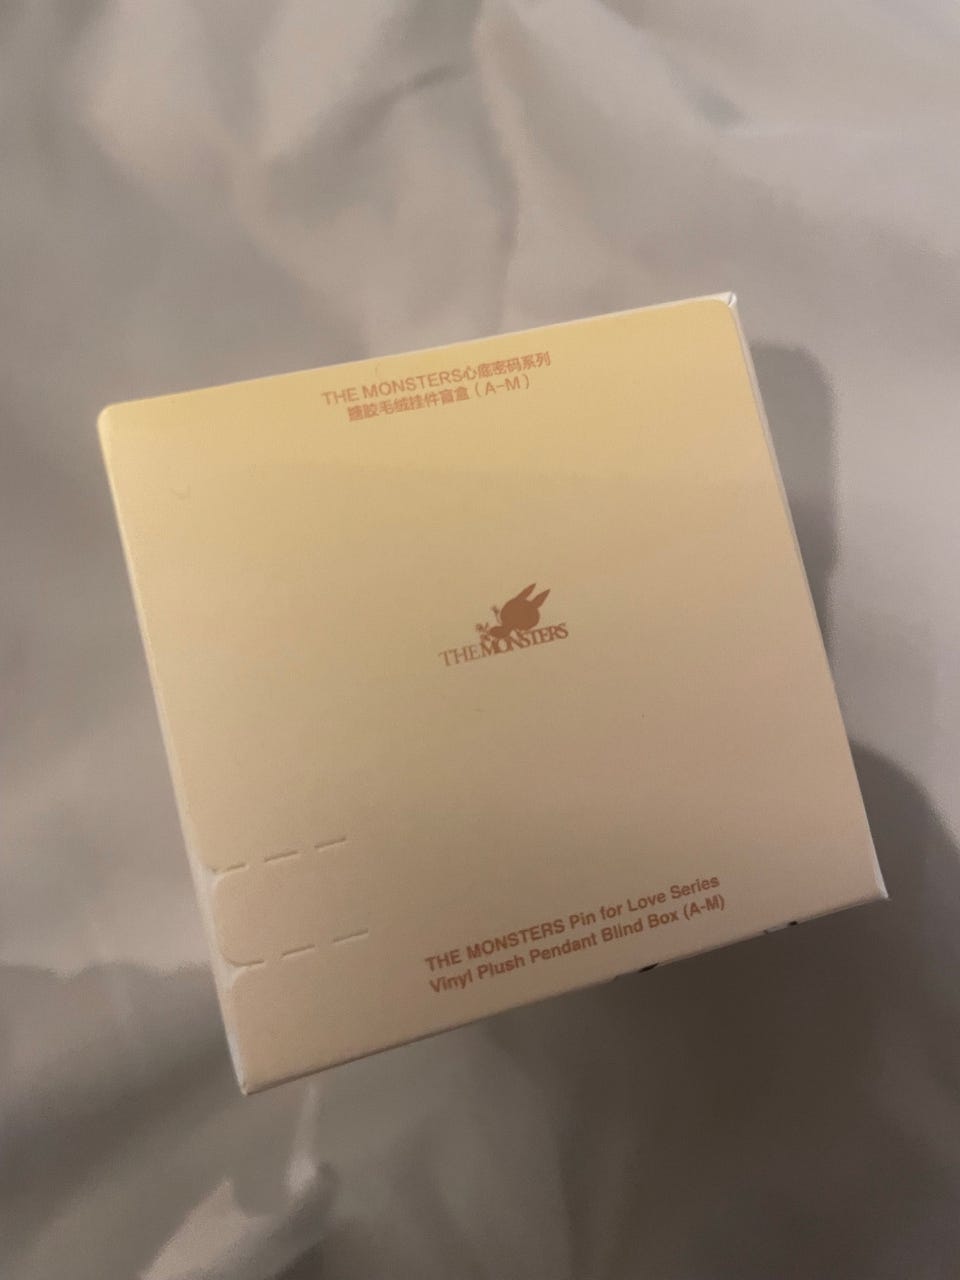 THE MONSTERS心底密码系列
搪胶毛绒挂件盲盒（A-M）
THE MONSTERS
THE MONSTERS Pin for Love Series
Vinyl Plush Pendant Blind Box (A-M)